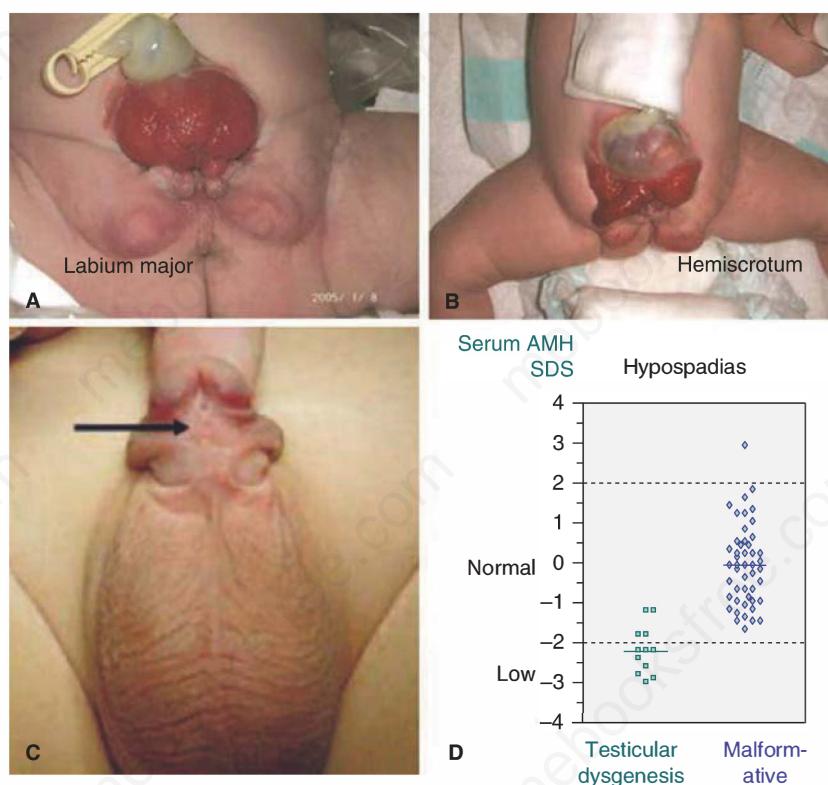 Labium major
A
2005/ 1/ 8
Hemiscrotum
B
C
Serum AMH
SDS
Hypospadias
4
3
2
1
Normal
0
−1
−2
Low
−3
−4
D
Testicular
dysgenesis
Malform-
ative